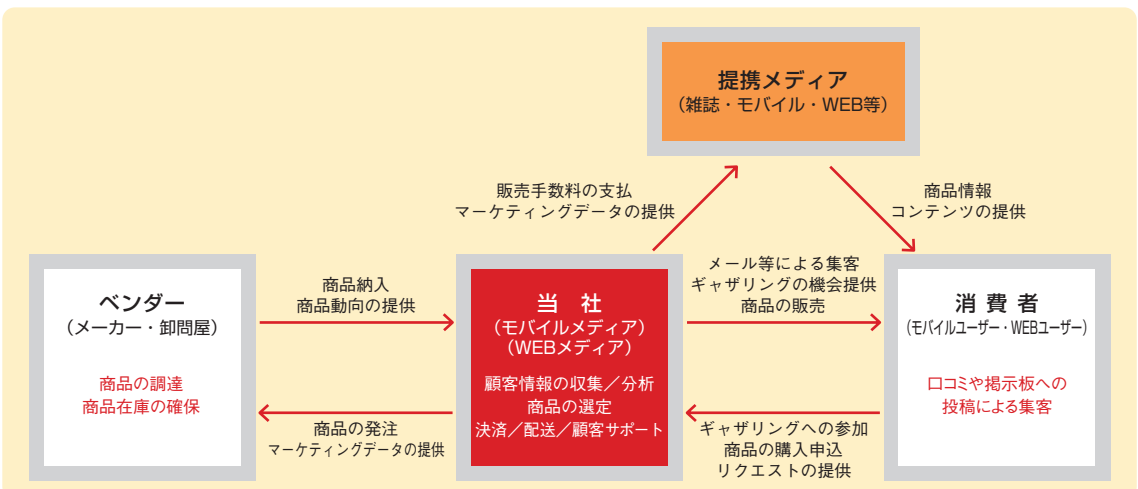 提携メディア
（雑誌・モバイル・WEB等）
販売手数料の支払
マーケティングデータの提供
商品情報
コンテンツの提供
ベンダー
（メーカー・卸問屋）
商品の調達
商品在庫の確保
商品納入
商品動向の提供
商品の発注
マーケティングデータの提供
当 社
（モバイルメディア）
（WEBメディア）
顧客情報の収集／分析
商品の選定
決済／配送／顧客サポート
メール等による集客
ギャザリングの機会提供
商品の販売
ギャザリングへの参加
商品の購入申込
リクエストの提供
消 費 者
（モバイルユーザー・WEBユーザー）
口コミや掲示板への
投稿による集客